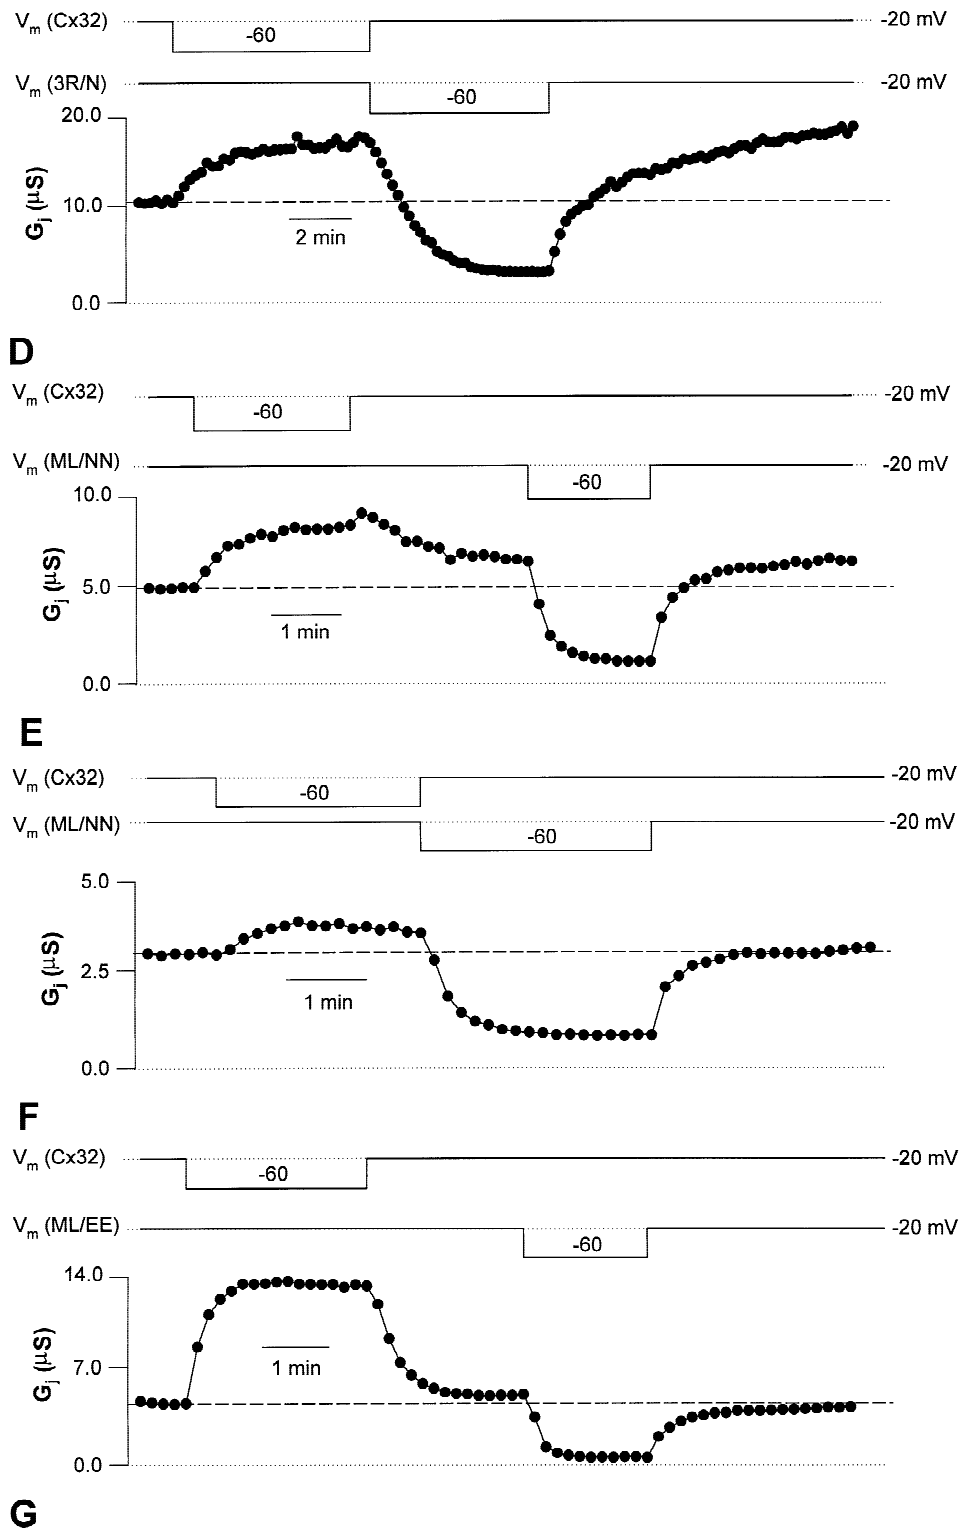 Vm (Cx32) -60 -20 mV
Vm (3R/N) -60 -20 mV
20.0
10.0
0.0
Gj (μS)
2 min
D
Vm (Cx32) -60 -20 mV
Vm (ML/NN) -60 -20 mV
10.0
5.0
0.0
Gj (μS)
1 min
E
Vm (Cx32) -60 -20 mV
Vm (ML/NN) -60 -20 mV
5.0
2.5
0.0
Gj (μS)
1 min
F
Vm (Cx32) -60 -20 mV
Vm (ML/EE) -60 -20 mV
14.0
7.0
0.0
Gj (μS)
1 min
G